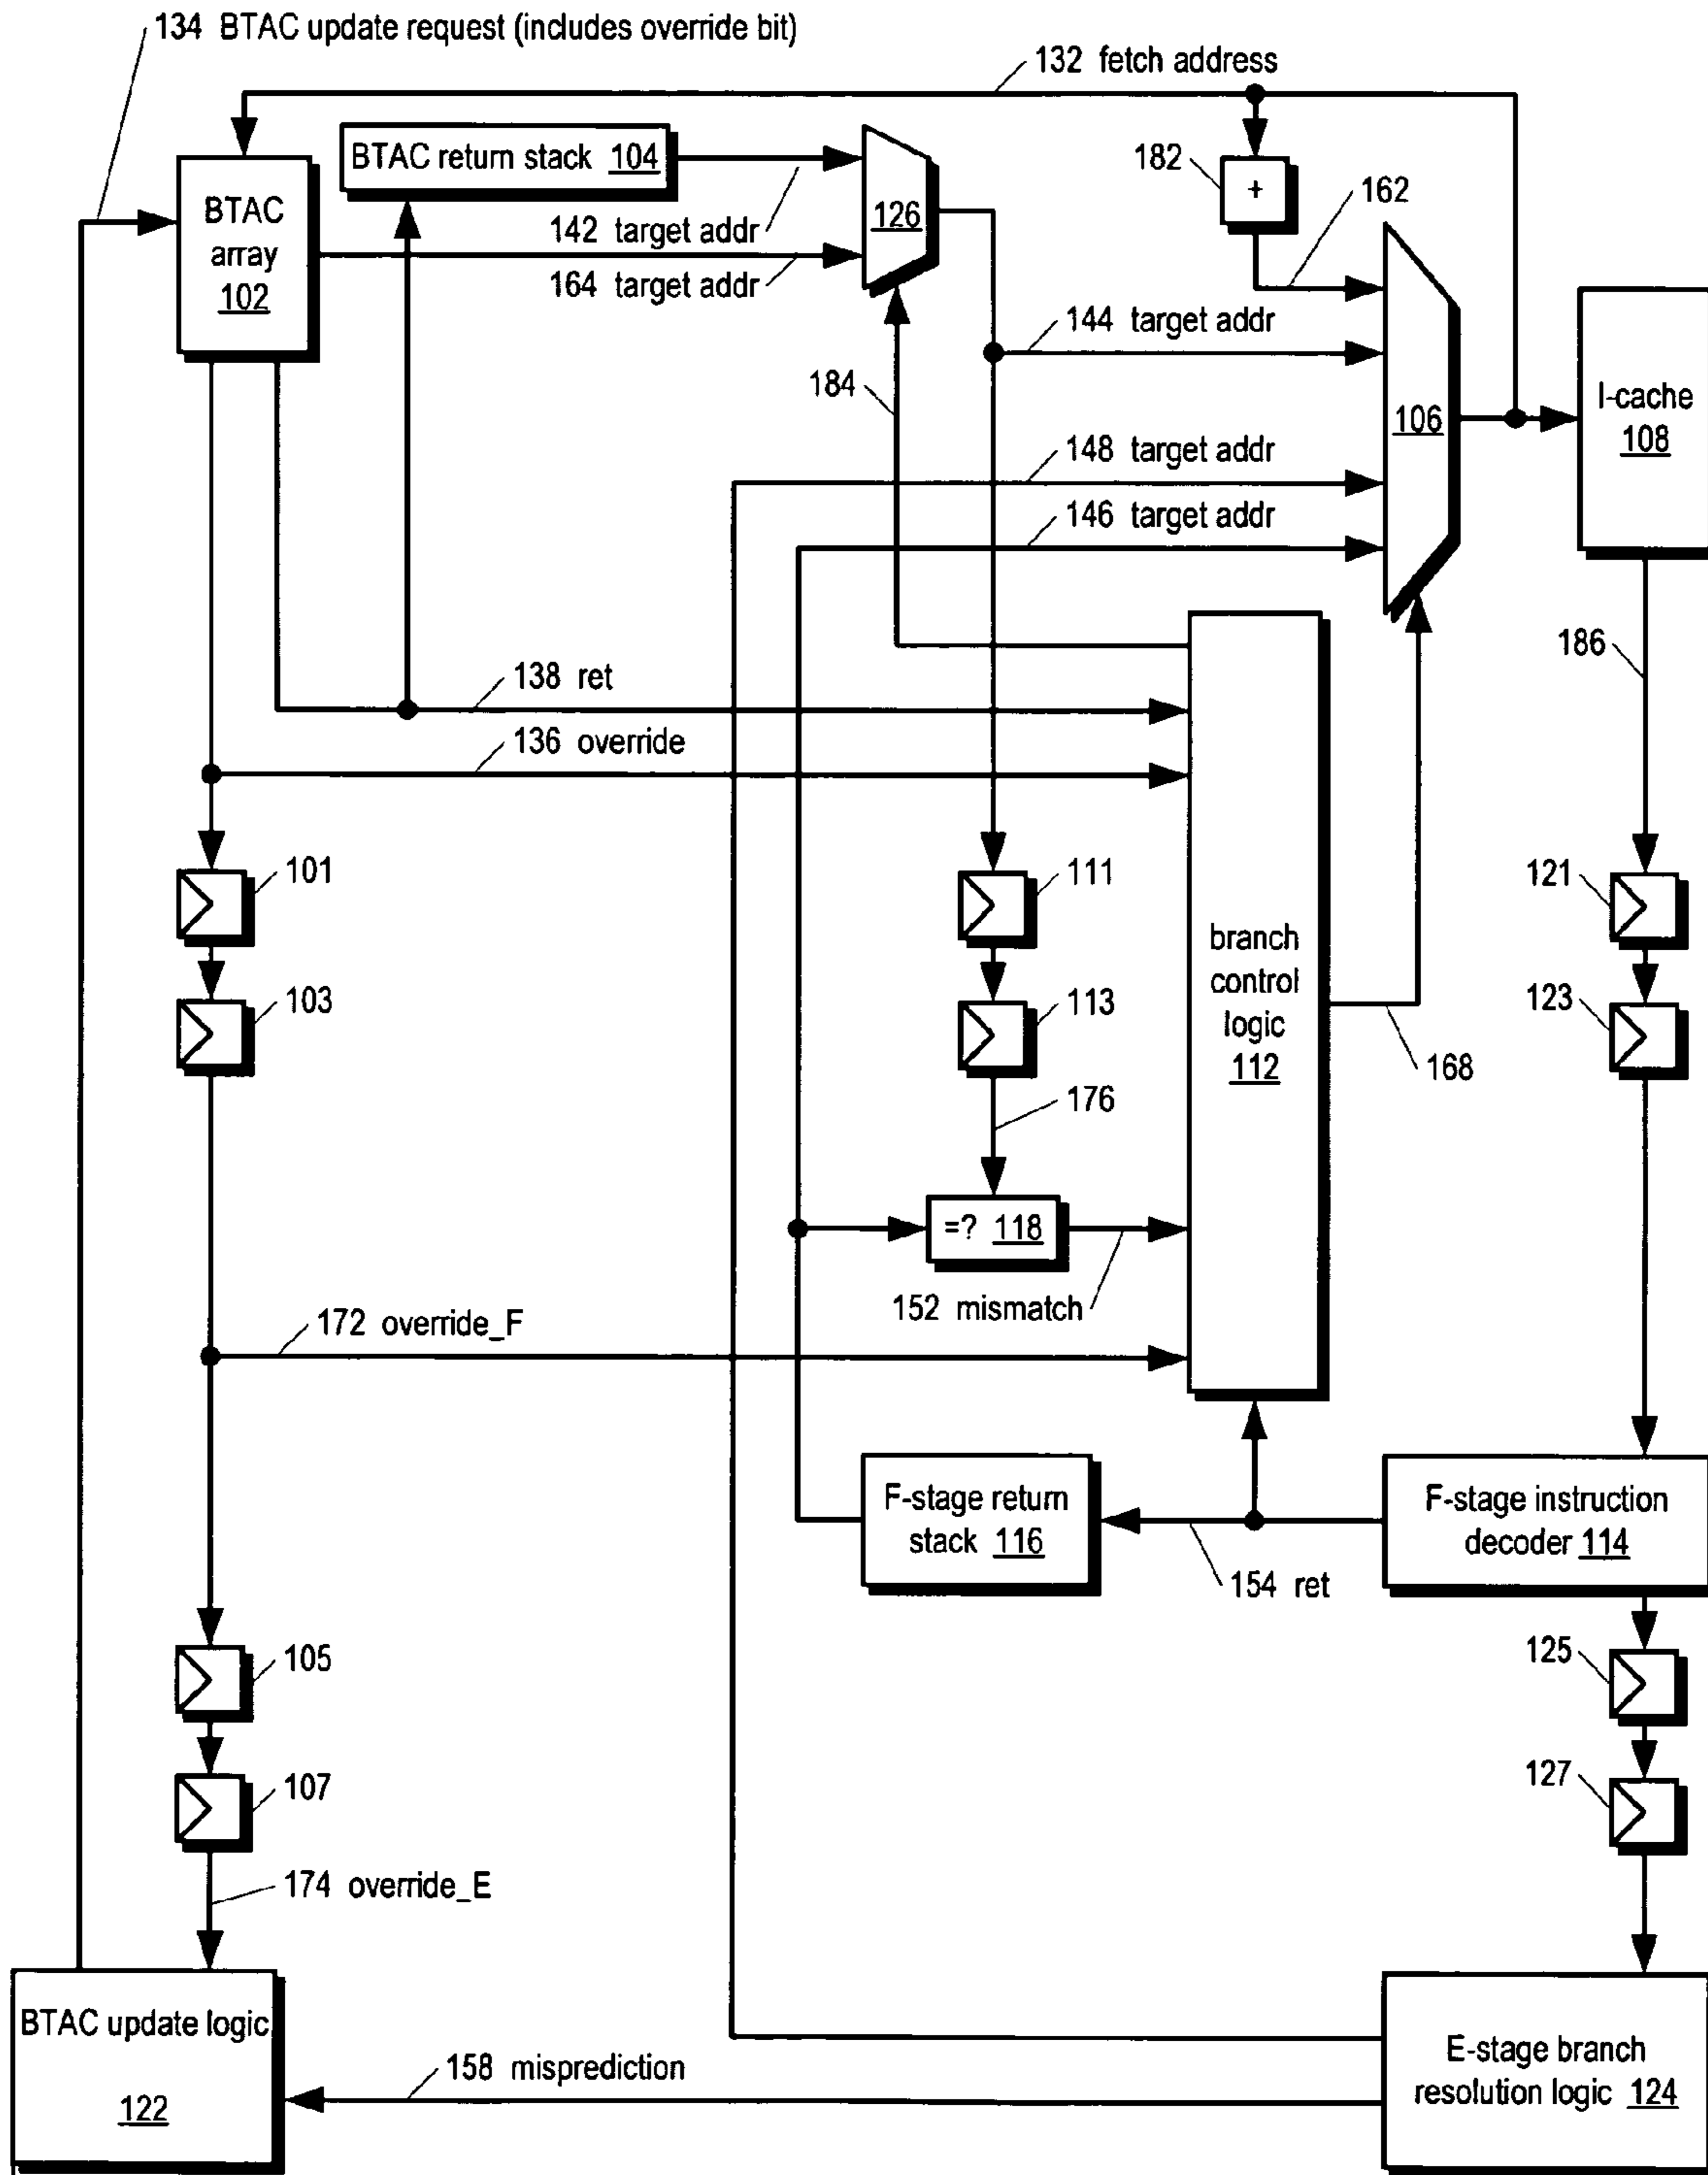 134 BTAC update request (includes override bit)
132 fetch address
BTAC return stack 104
182
+
162
BTAC
array
102
126
142 target addr
164 target addr
144 target addr
184
I-cache
108
106
148 target addr
146 target addr
186
138 ret
136 override
101
111
121
branch
control
logic
112
103
113
123
168
176
=? 118
152 mismatch
172 override_F
F-stage return
stack 116
F-stage instruction
decoder 114
154 ret
105
125
107
127
174 override_E
BTAC update logic
122
E-stage branch
resolution logic 124
158 misprediction